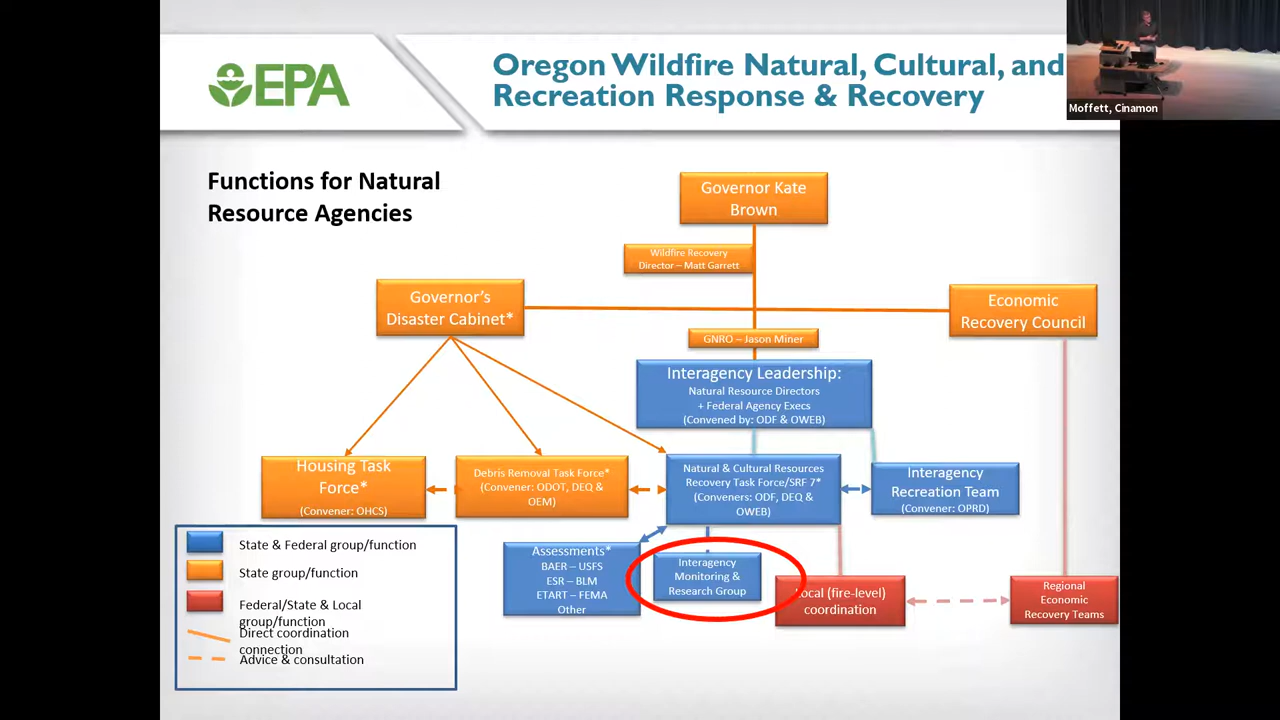 EPA
Oregon Wildfire Natural, Cultural, and
Recreation Response & Recovery
Moffett, Cinamon
Functions for Natural
Resource Agencies
Governor Kate
Brown
Wildfire Recovery
Director – Matt Garrett
Governor's
Disaster Cabinet*
Economic
Recovery Council
GNRO – Jason Miner
Interagency Leadership:
Natural Resource Directors
+ Federal Agency Execs
(Convened by: ODF & OWEB)
Housing Task
Force*
(Convener: OHCS)
Debris Removal Task Force*
(Convener: ODOT, DEQ &
OEM)
Natural & Cultural Resources
Recovery Task Force/SRF 7*
(Conveners: ODF, DEQ &
OWEB)
Interagency
Recreation Team
(Convener: OPRD)
Assessments*
BAER – USFS
ESR – BLM
ETART – FEMA
Other
Interagency
Monitoring &
Research Group
Local (fire-level)
coordination
Regional
Economic
Recovery Teams
State & Federal group/function
State group/function
Federal/State & Local
group/function
Direct coordination
connection
Advice & consultation